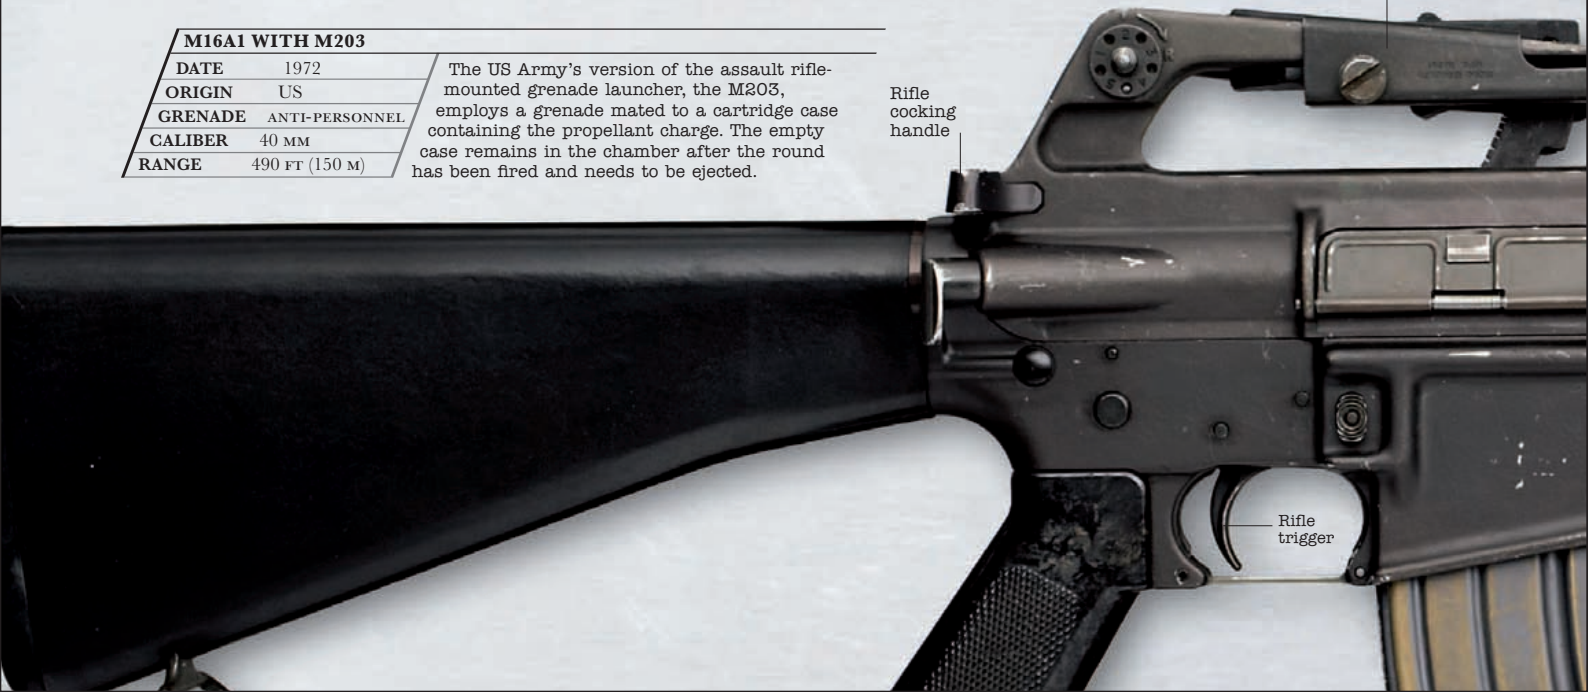 M16A1 WITH M203
DATE 1972
ORIGIN US
GRENADE ANTI-PERSONNEL
CALIBER 40 MM
RANGE 490 FT (150 M)
The US Army's version of the assault rifle-
mounted grenade launcher, the M203,
employs a grenade mated to a cartridge case
containing the propellant charge. The empty
case remains in the chamber after the round
has been fired and needs to be ejected.
Rifle
cocking
handle
Rifle
trigger